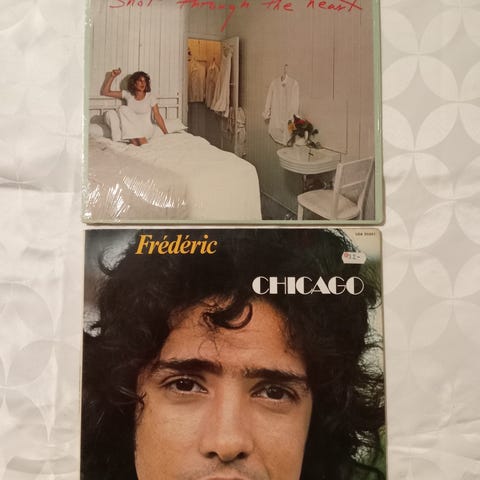 Shot through the heart
Frédéric
CHICAGO